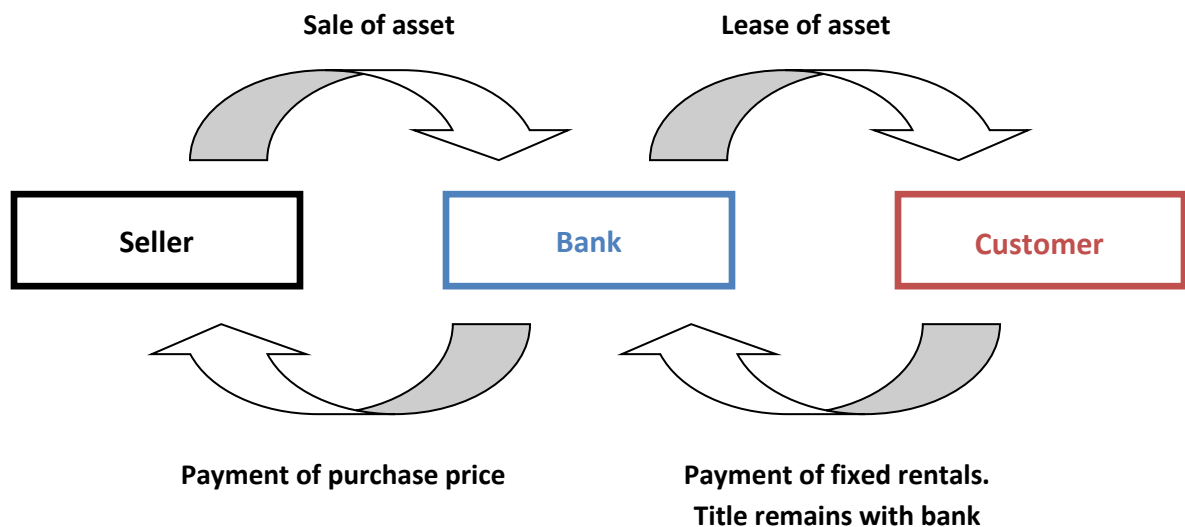 Sale of asset
Lease of asset
Seller
Bank
Customer
Payment of purchase price
Payment of fixed rentals.
Title remains with bank